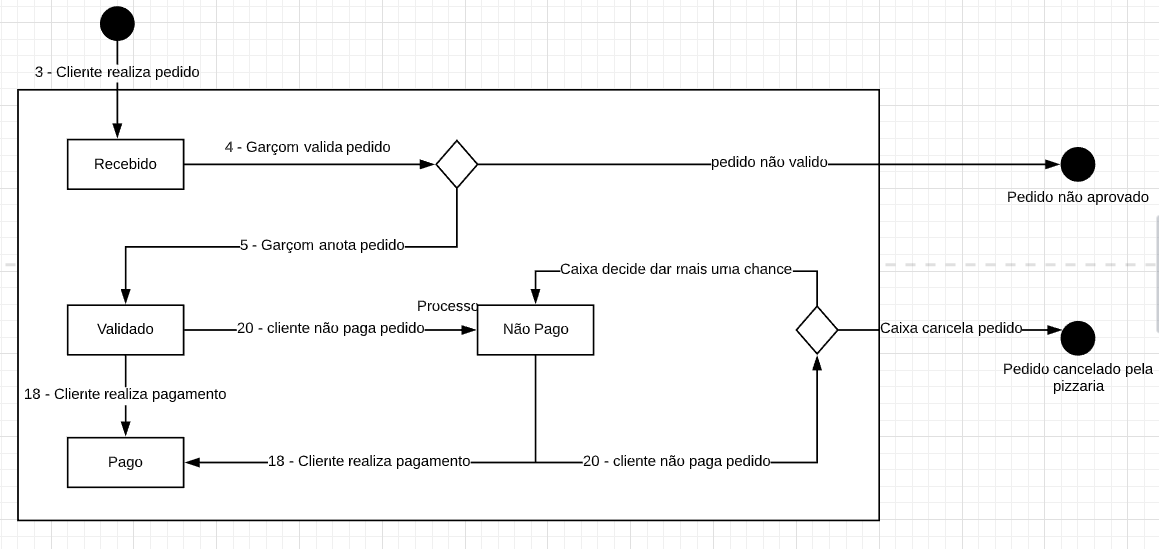 3 - Cliente realiza pedido
4 - Garçom valida pedido
Recebido
pedido não valido
Pedido não aprovado
5 - Garçom anota pedido
Caixa decide dar mais uma chance
Processo
Validado
20 - cliente não paga pedido
Não Pago
Caixa cancela pedido
Pedido cancelado pela
pizzaria
18 - Cliente realiza pagamento
Pago
18 - Cliente realiza pagamento
20 - cliente não paga pedido